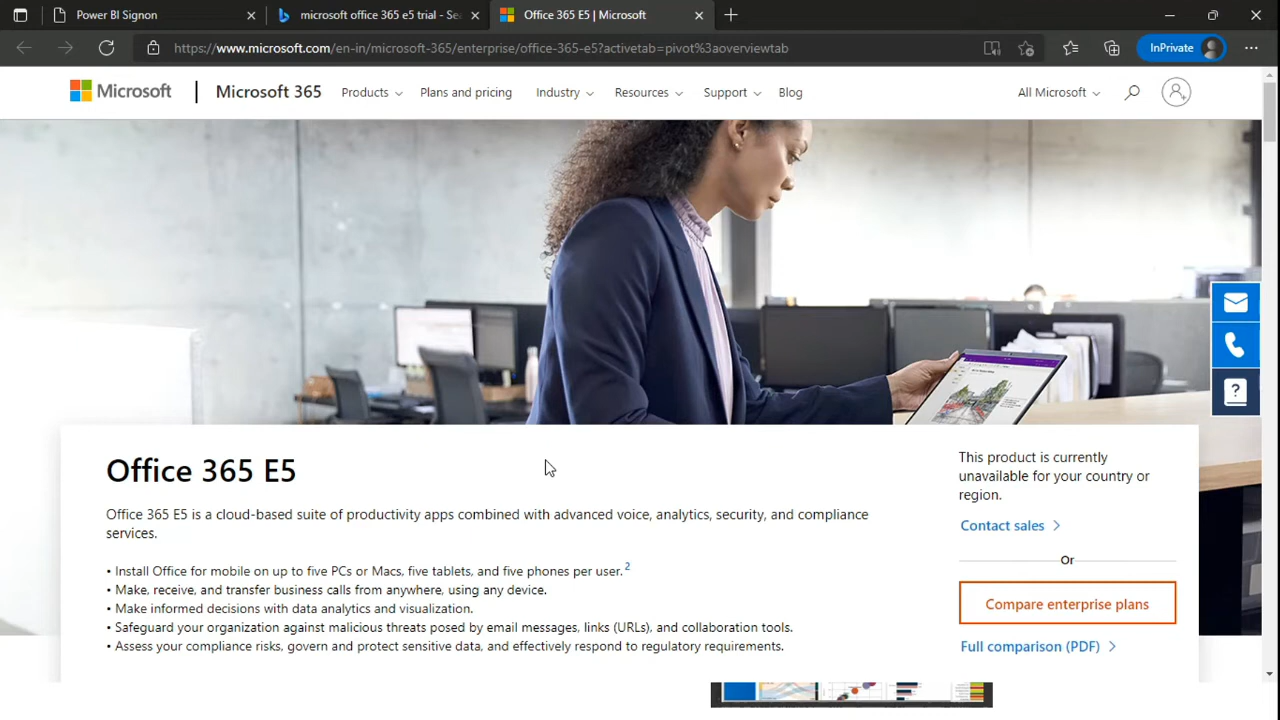 Power BI Signon
microsoft office 365 e5 trial - Sea
Office 365 E5 | Microsoft
https://www.microsoft.com/en-in/microsoft-365/enterprise/office-365-e5?activetab=pivot%3aoverviewtab
InPrivate
Microsoft
Microsoft 365
Products
Plans and pricing
Industry
Resources
Support
Blog
All Microsoft
Office 365 E5
Office 365 E5 is a cloud-based suite of productivity apps combined with advanced voice, analytics, security, and compliance
services.
• Install Office for mobile on up to five PCs or Macs, five tablets, and five phones per user.2
• Make, receive, and transfer business calls from anywhere, using any device.
• Make informed decisions with data analytics and visualization.
• Safeguard your organization against malicious threats posed by email messages, links (URLs), and collaboration tools.
• Assess your compliance risks, govern and protect sensitive data, and effectively respond to regulatory requirements.
This product is currently
unavailable for your country or
region.
Contact sales
Or
Compare enterprise plans
Full comparison (PDF)